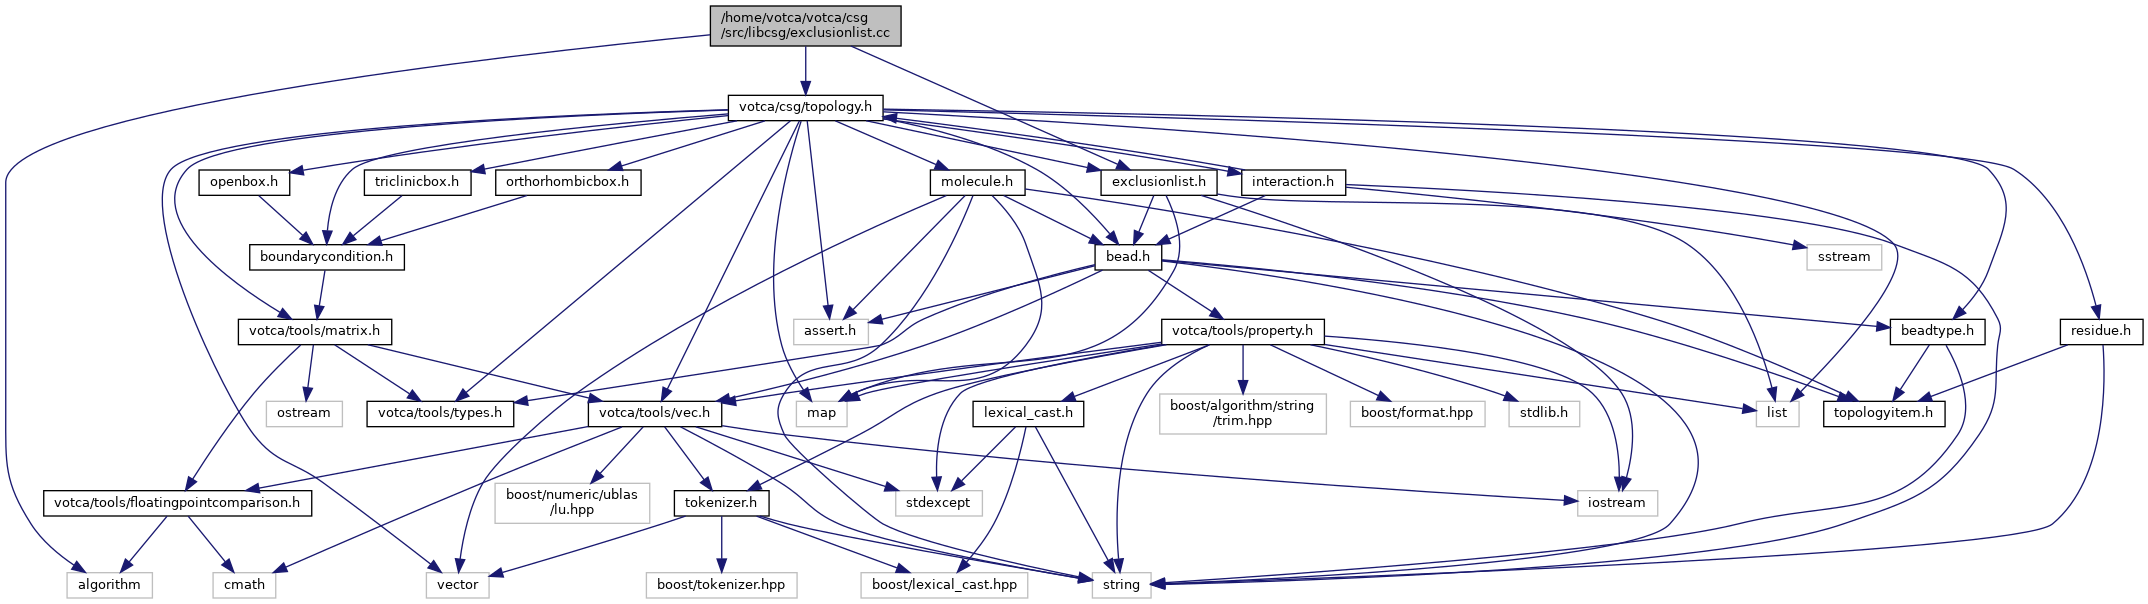 /home/votca/votca/csg
/src/libcsg/exclusionlist.cc
votca/csg/topology.h
openbox.h
triclinicbox.h
orthorhombicbox.h
molecule.h
exclusionlist.h
interaction.h
boundarycondition.h
bead.h
sstream
votca/tools/matrix.h
assert.h
votca/tools/property.h
beadtype.h
residue.h
ostream
votca/tools/types.h
votca/tools/vec.h
map
lexical_cast.h
boost/algorithm/string
/trim.hpp
boost/format.hpp
stdlib.h
list
topologyitem.h
votca/tools/floatingpointcomparison.h
boost/numeric/ublas
/lu.hpp
tokenizer.h
stdexcept
iostream
algorithm
cmath
vector
boost/tokenizer.hpp
boost/lexical_cast.hpp
string